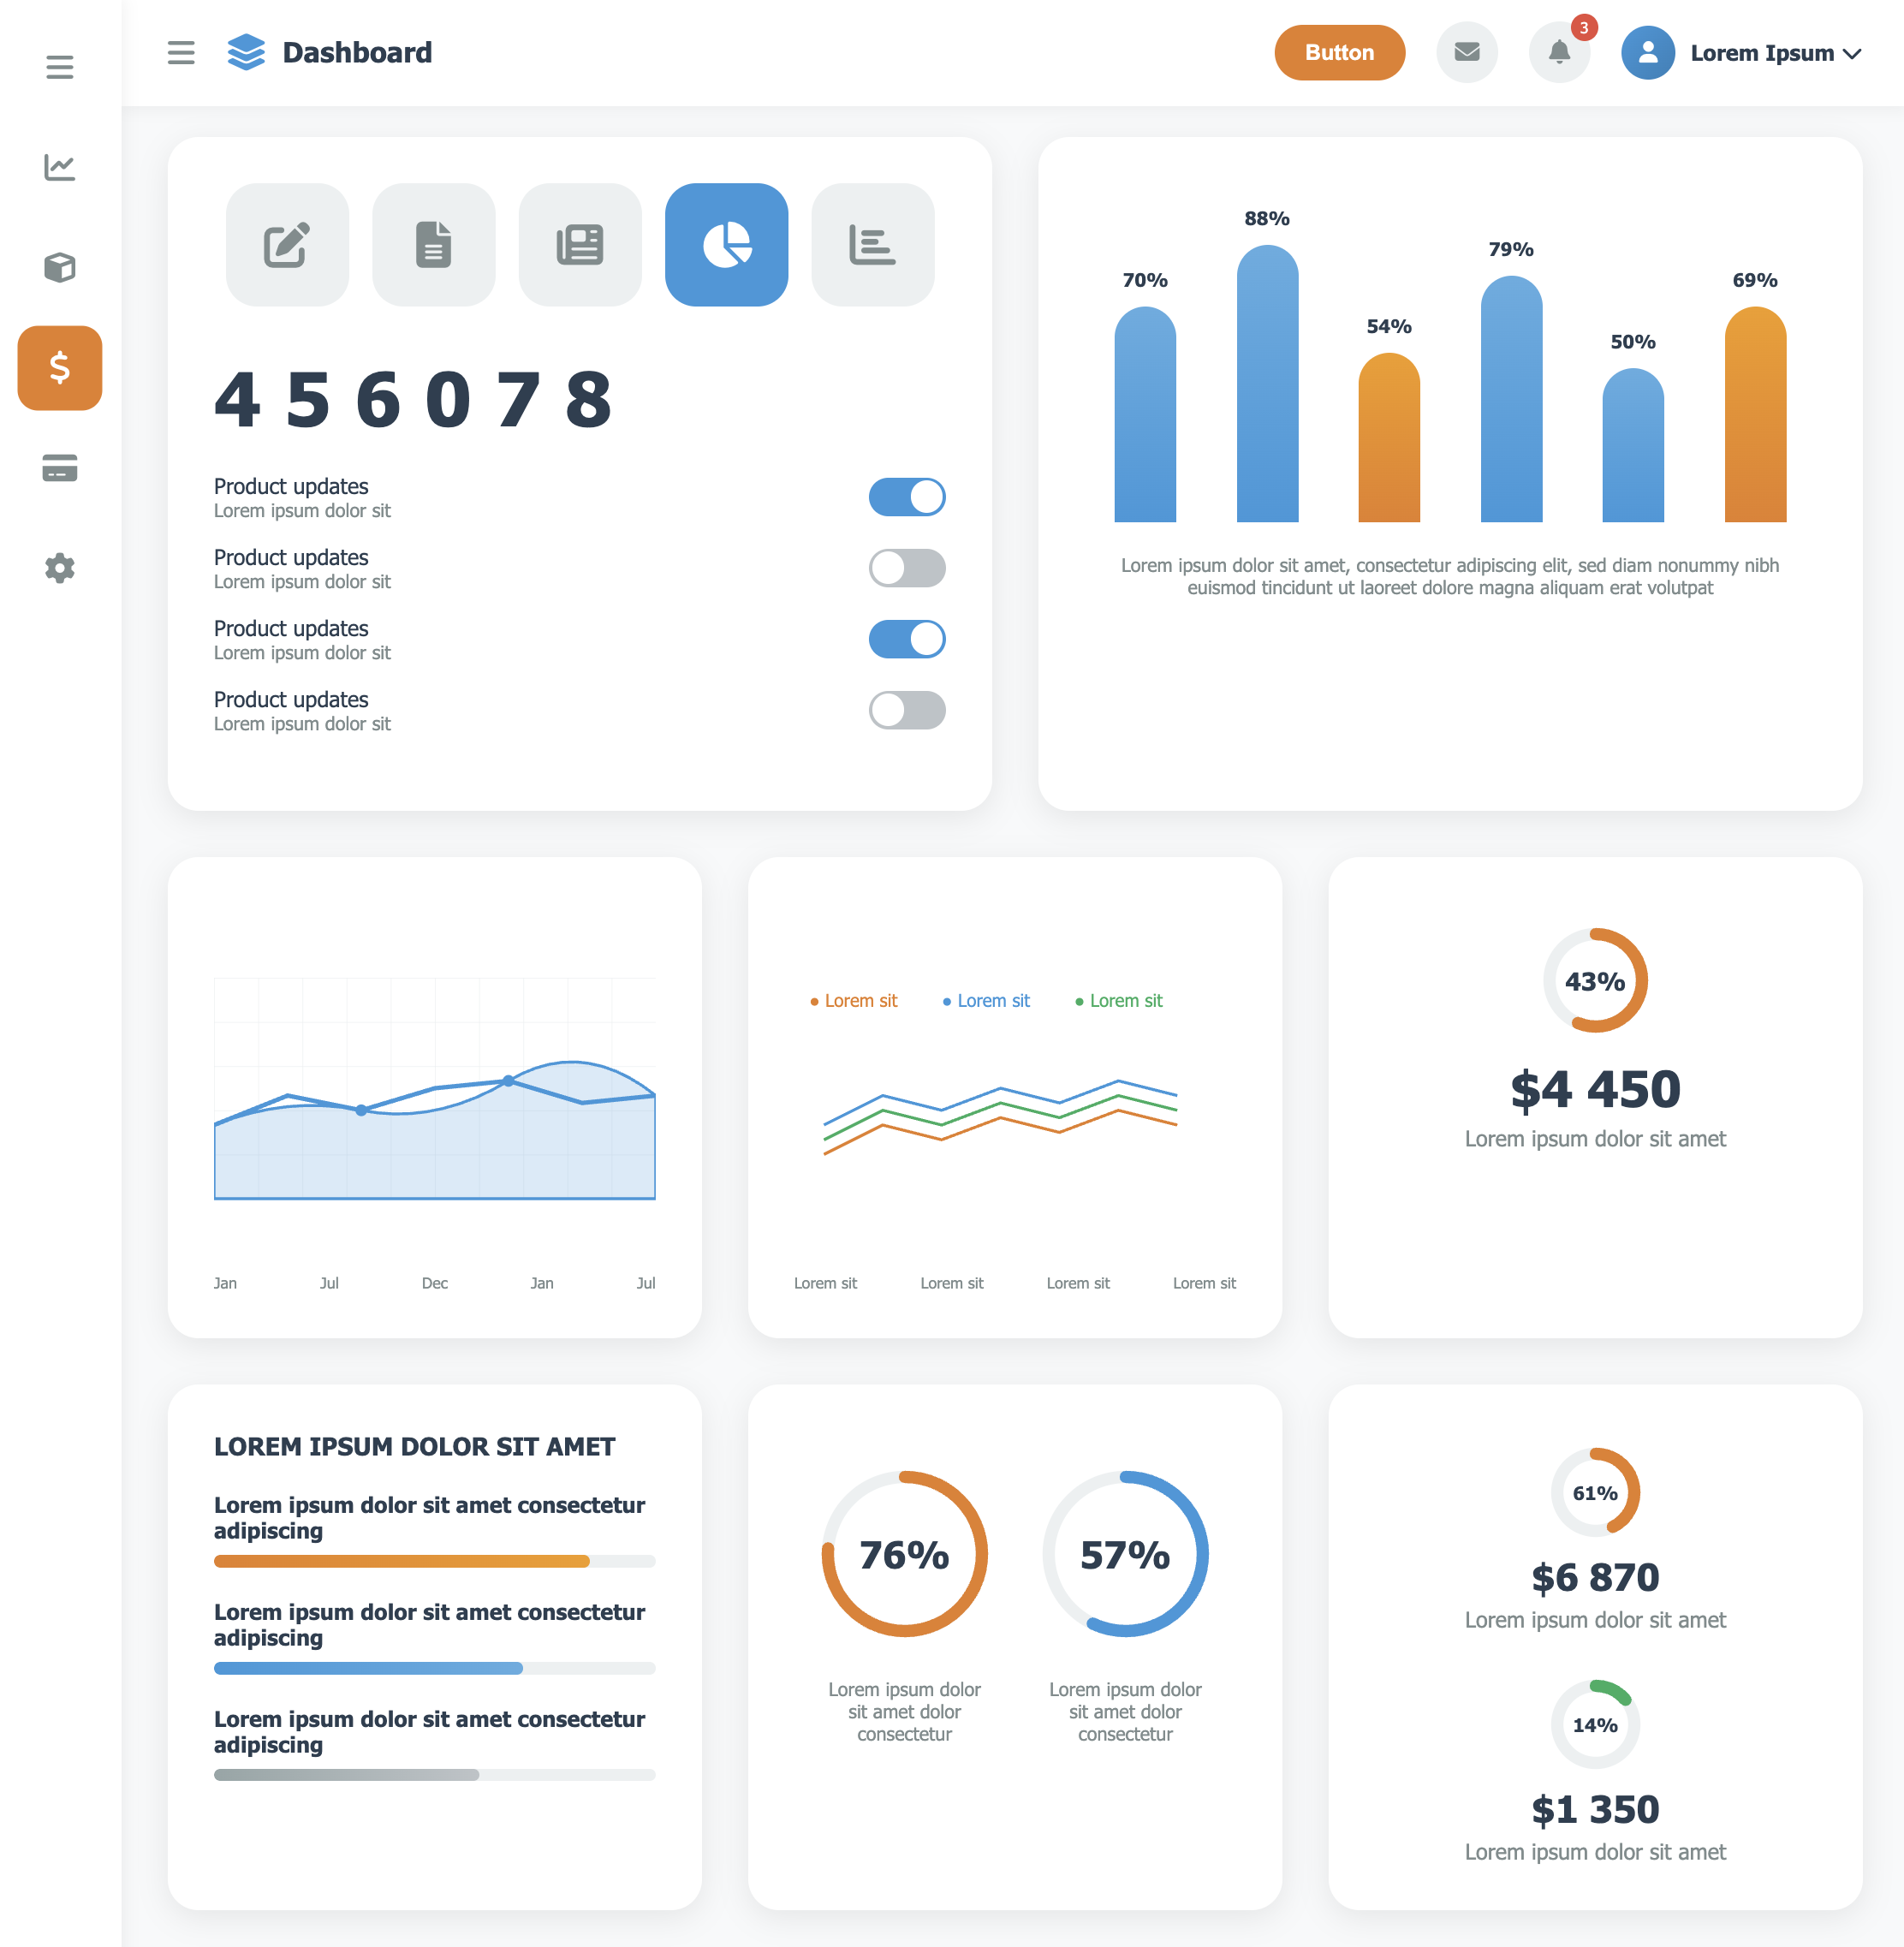 Dashboard
Button
3
Lorem Ipsum
4 5 6 0 7 8
Product updates
Lorem ipsum dolor sit
Product updates
Lorem ipsum dolor sit
Product updates
Lorem ipsum dolor sit
Product updates
Lorem ipsum dolor sit
70%
88%
54%
79%
50%
69%
Lorem ipsum dolor sit amet, consectetur adipiscing elit, sed diam nonummy nibh
euismod tincidunt ut laoreet dolore magna aliquam erat volutpat
Jan Jul Dec Jan Jul
Lorem sit Lorem sit Lorem sit
Lorem sit Lorem sit Lorem sit Lorem sit
43%
$4 450
Lorem ipsum dolor sit amet
LOREM IPSUM DOLOR SIT AMET
Lorem ipsum dolor sit amet consectetur
adipiscing
Lorem ipsum dolor sit amet consectetur
adipiscing
Lorem ipsum dolor sit amet consectetur
adipiscing
76%
Lorem ipsum dolor
sit amet dolor
consectetur
57%
Lorem ipsum dolor
sit amet dolor
consectetur
61%
$6 870
Lorem ipsum dolor sit amet
14%
$1 350
Lorem ipsum dolor sit amet